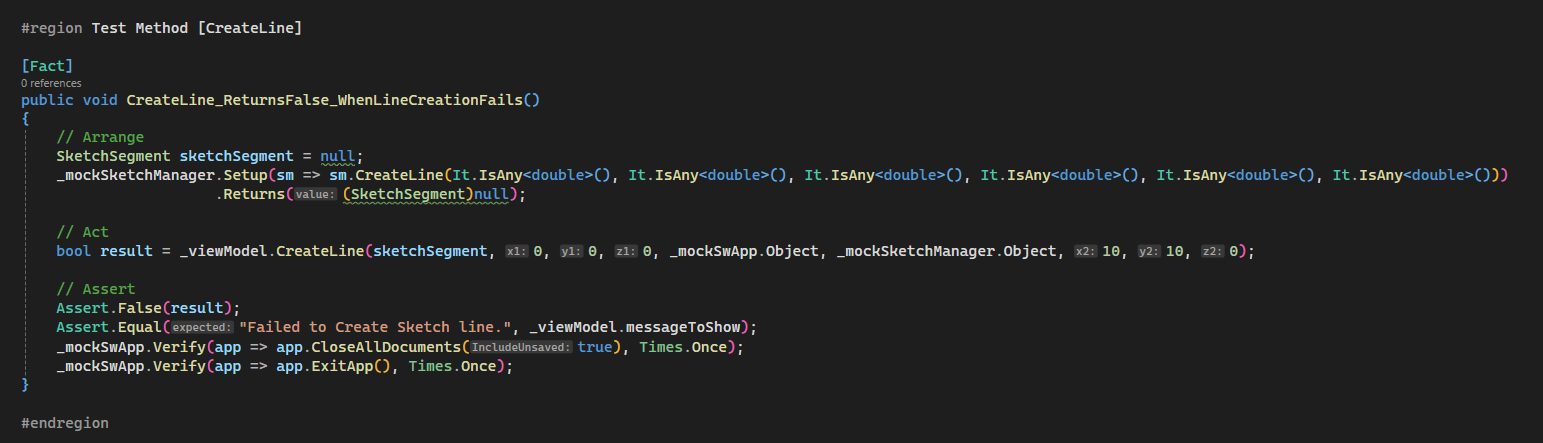 #region Test Method [CreateLine]
[Fact]
0 references
public void CreateLine_ReturnsFalse_WhenLineCreationFails()
{
// Arrange
SketchSegment sketchSegment = null;
_mockSketchManager.Setup(sm => sm.CreateLine(It.IsAny<double>(), It.IsAny<double>(), It.IsAny<double>(), It.IsAny<double>(), It.IsAny<double>(), It.IsAny<double>()))
.Returns(value: (SketchSegment)null);
// Act
bool result = _viewModel.CreateLine(sketchSegment, x1: 0, y1: 0, z1: 0, _mockSwApp.Object, _mockSketchManager.Object, x2: 10, y2: 10, z2: 0);
// Assert
Assert.False(result);
Assert.Equal(expected: "Failed to Create Sketch line.", _viewModel.messageToShow);
_mockSwApp.Verify(app => app.CloseAllDocuments(IncludeUnsaved: true), Times.Once);
_mockSwApp.Verify(app => app.ExitApp(), Times.Once);
}
#endregion